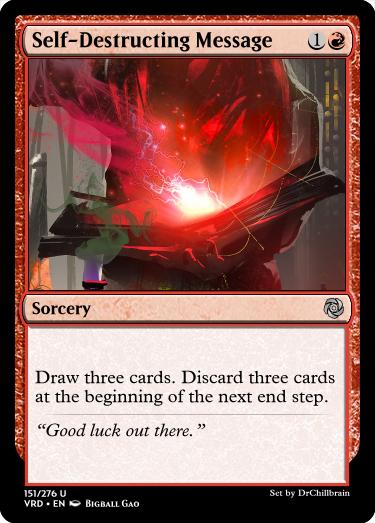 Self-Destructing Message 1
Sorcery
Draw three cards. Discard three cards
at the beginning of the next end step.
“Good luck out there.”
151/276 U
Set by DrChillbrain
VRD • EN Bigball Gao